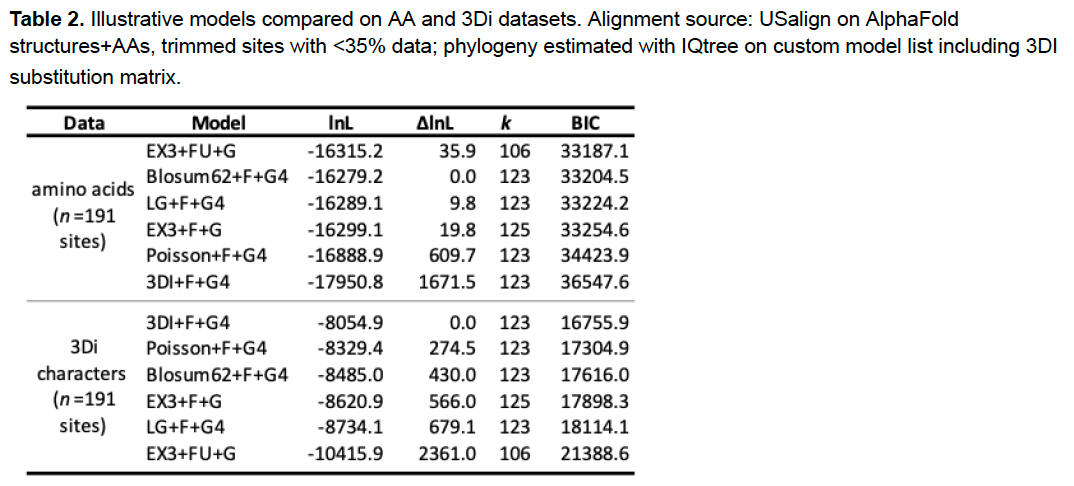 Table 2. Illustrative models compared on AA and 3Di datasets. Alignment source: USalign on AlphaFold
structures+AAs, trimmed sites with <35% data; phylogeny estimated with IQtree on custom model list including 3DI
substitution matrix.
Data Model lnL ΔlnL k BIC
amino acids
(n=191
sites)
EX3+FU+G -16315.2 35.9 106 33187.1
Blosum62+F+G4 -16279.2 0.0 123 33204.5
LG+F+G4 -16289.1 9.8 123 33224.2
EX3+F+G -16299.1 19.8 125 33254.6
Poisson+F+G4 -16888.9 609.7 123 34423.9
3DI+F+G4 -17950.8 1671.5 123 36547.6
3Di
characters
(n=191
sites)
3DI+F+G4 -8054.9 0.0 123 16755.9
Poisson+F+G4 -8329.4 274.5 123 17304.9
Blosum62+F+G4 -8485.0 430.0 123 17616.0
EX3+F+G -8620.9 566.0 125 17898.3
LG+F+G4 -8734.1 679.1 123 18114.1
EX3+FU+G -10415.9 2361.0 106 21388.6